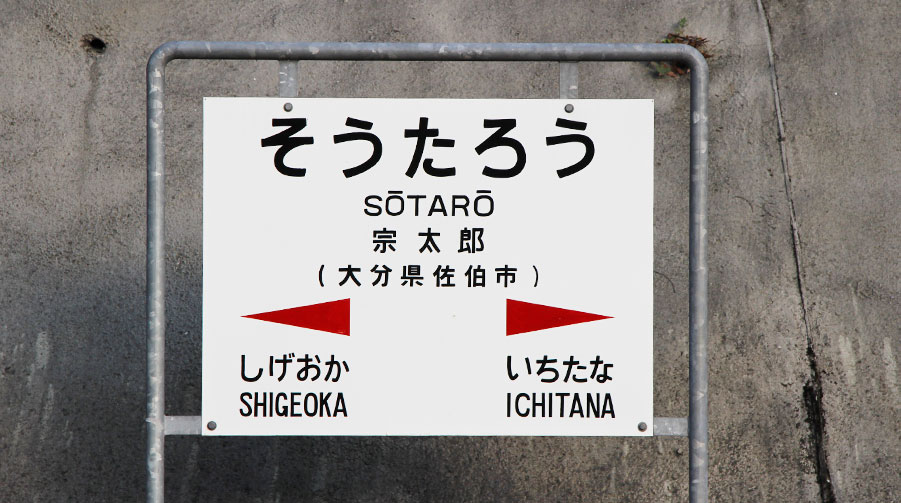 そうたろう
SŌTARŌ
宗太郎
(大分県佐伯市)
しげおか いちたな
SHIGEOKA ICHITANA